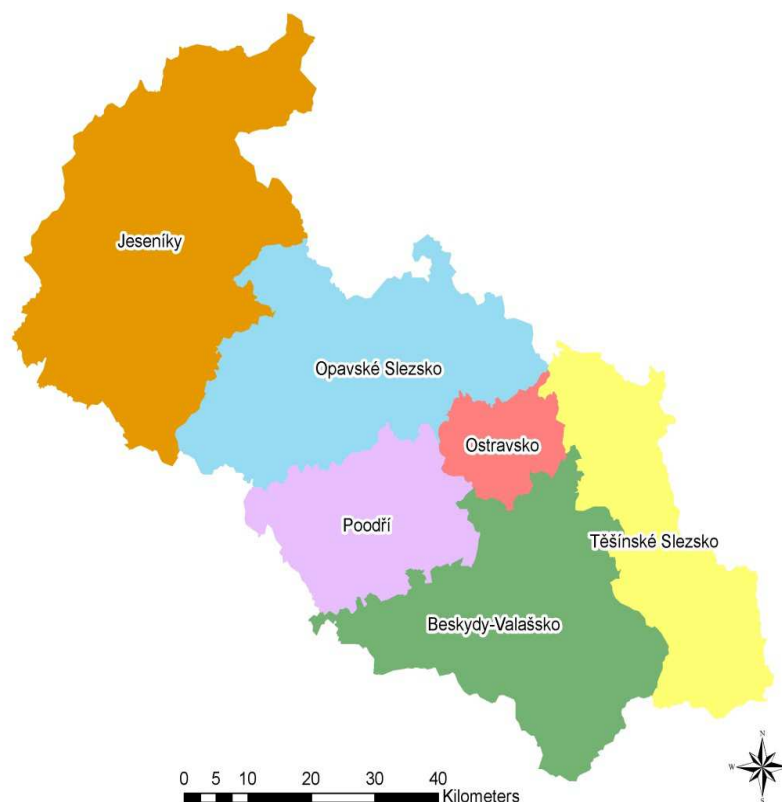 Jeseníky
Opavské Slezsko
Ostravsko
Poodří
Těšínské Slezsko
Beskydy-Valašsko
N
W
S
0 5 10 20 30 40
Kilometers